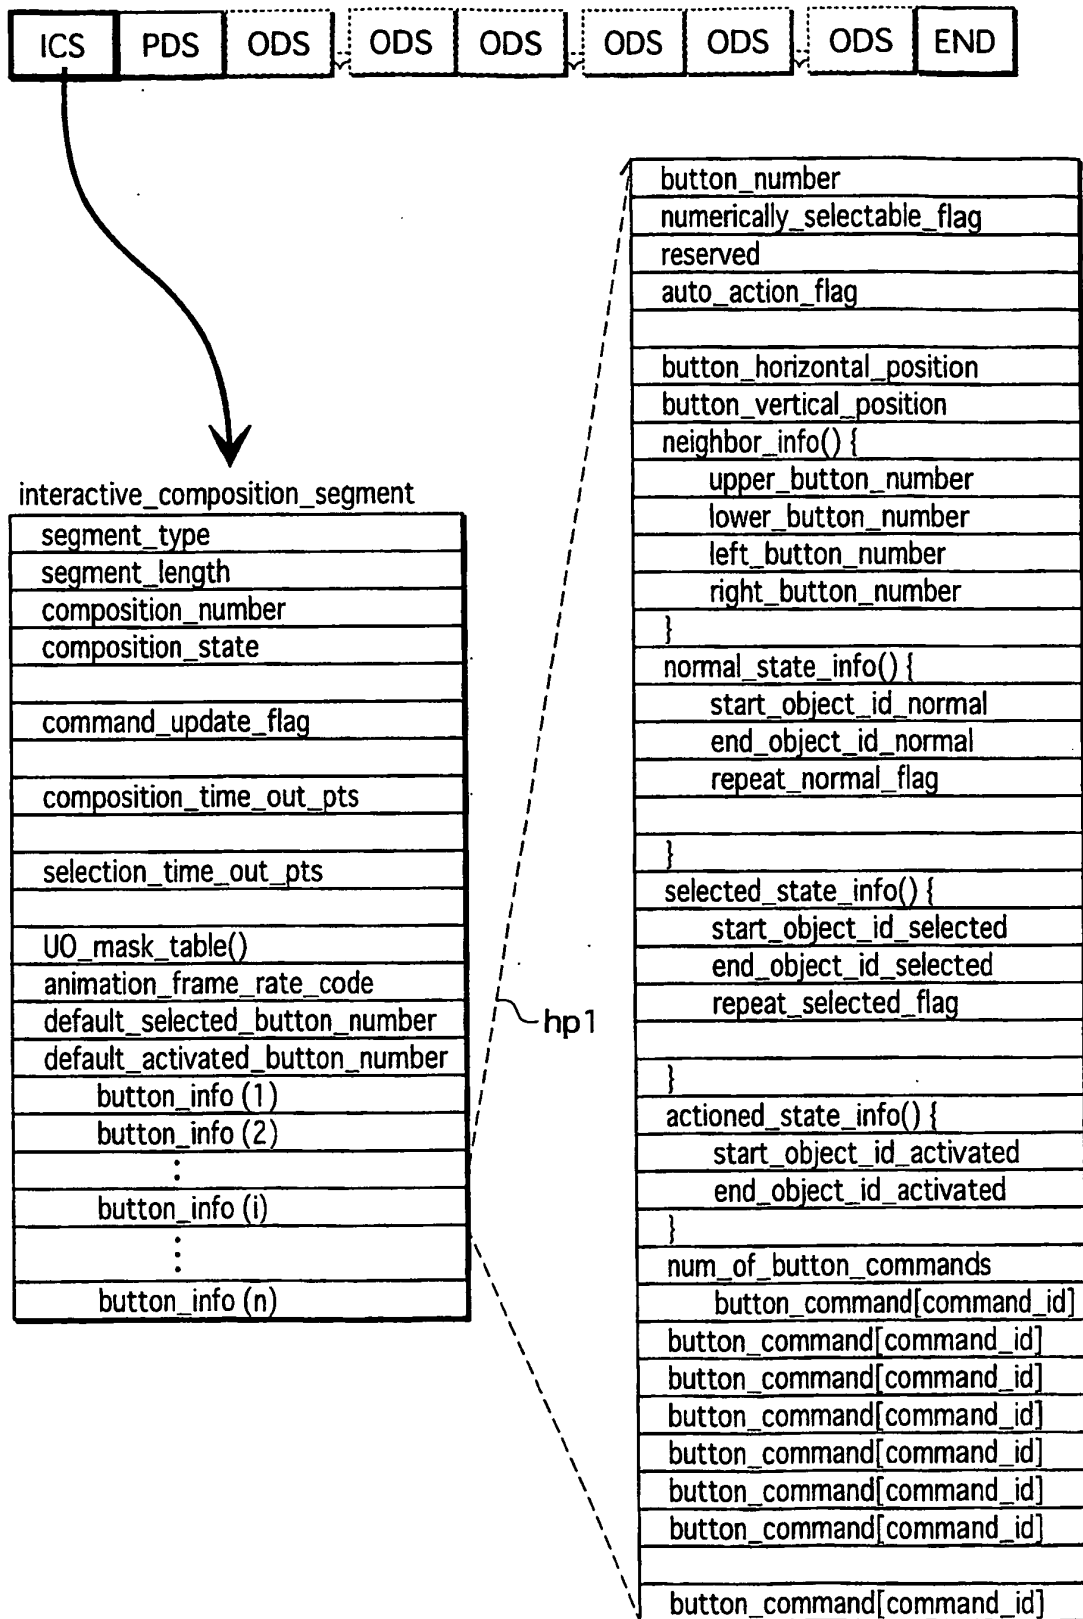 ICS PDS ODS ODS ODS ODS ODS ODS END
interactive_composition_segment
segment_type
segment_length
composition_number
composition_state
command_update_flag
composition_time_out_pts
selection_time_out_pts
UO_mask_table()
animation_frame_rate_code
default_selected_button_number
default_activated_button_number
button_info (1)
button_info (2)
⋮
button_info (i)
⋮
button_info (n)
hp1
button_number
numerically_selectable_flag
reserved
auto_action_flag
button_horizontal_position
button_vertical_position
neighbor_info() {
upper_button_number
lower_button_number
left_button_number
right_button_number
}
normal_state_info() {
start_object_id_normal
end_object_id_normal
repeat_normal_flag
}
selected_state_info() {
start_object_id_selected
end_object_id_selected
repeat_selected_flag
}
actioned_state_info() {
start_object_id_activated
end_object_id_activated
}
num_of_button_commands
button_command[command_id]
button_command[command_id]
button_command[command_id]
button_command[command_id]
button_command[command_id]
button_command[command_id]
button_command[command_id]
button_command[command_id]